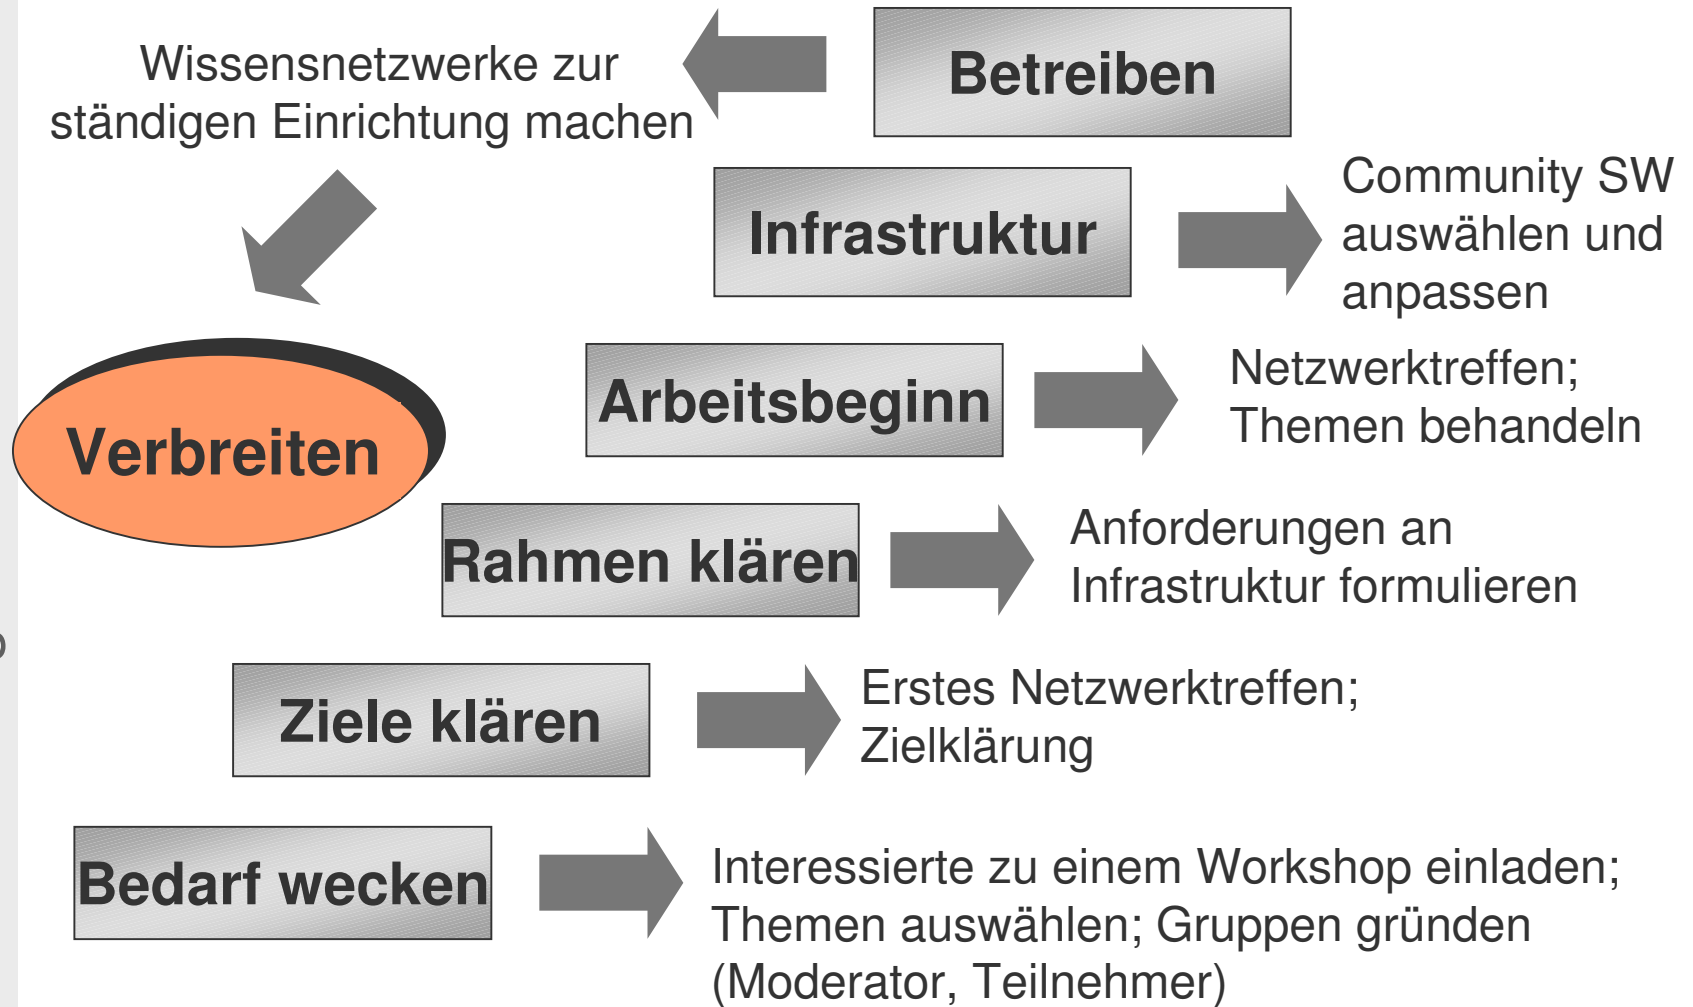 Wissensnetzwerke zur
ständigen Einrichtung machen
Betreiben
Infrastruktur
Community SW
auswählen und
anpassen
Verbreiten
Arbeitsbeginn
Netzwerktreffen;
Themen behandeln
Rahmen klären
Anforderungen an
Infrastruktur formulieren
Ziele klären
Erstes Netzwerktreffen;
Zielklärung
Bedarf wecken
Interessierte zu einem Workshop einladen;
Themen auswählen; Gruppen gründen
(Moderator, Teilnehmer)